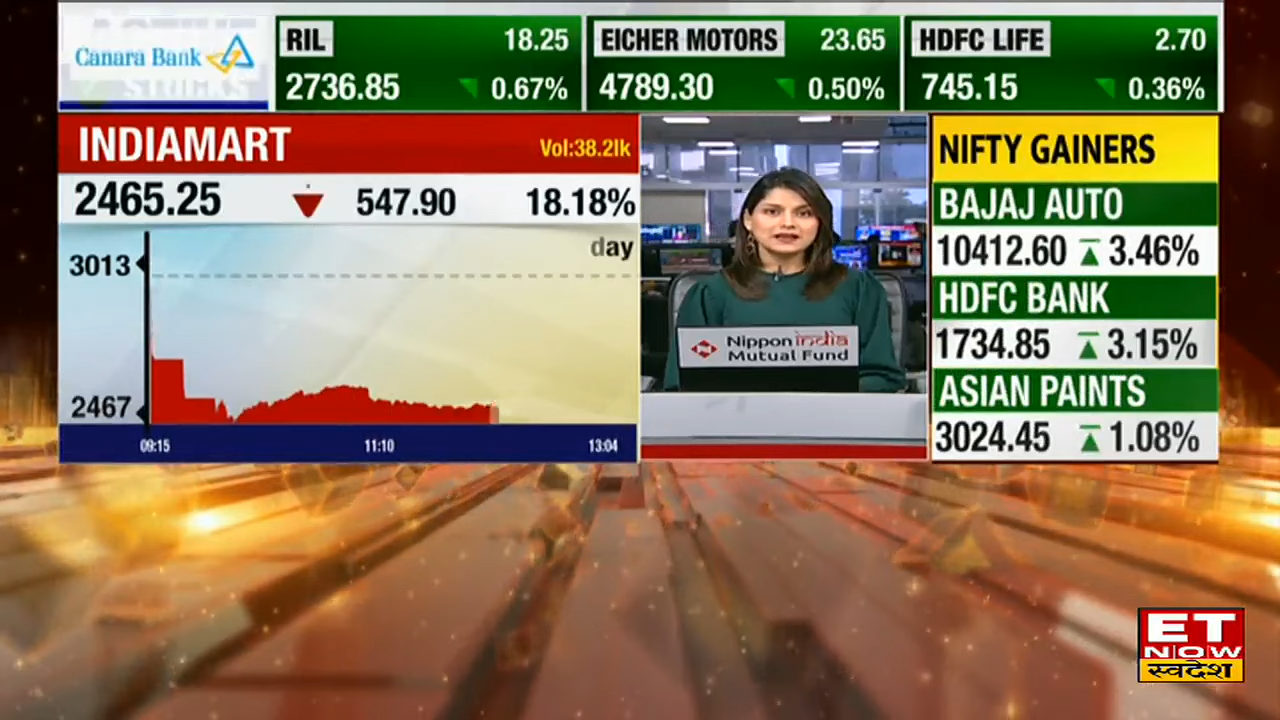 Canara Bank
STOCKS
RIL 18.25
2736.85 0.67%
EICHER MOTORS 23.65
4789.30 0.50%
HDFC LIFE 2.70
745.15 0.36%
INDIAMART Vol:38.2lk
2465.25 547.90 18.18%
day
3013
2467
09:15 11:10 13:04
Nippon india
Mutual Fund
NIFTY GAINERS
BAJAJ AUTO
10412.60 3.46%
HDFC BANK
1734.85 3.15%
ASIAN PAINTS
3024.45 1.08%
ET
NOW
स्वदेश